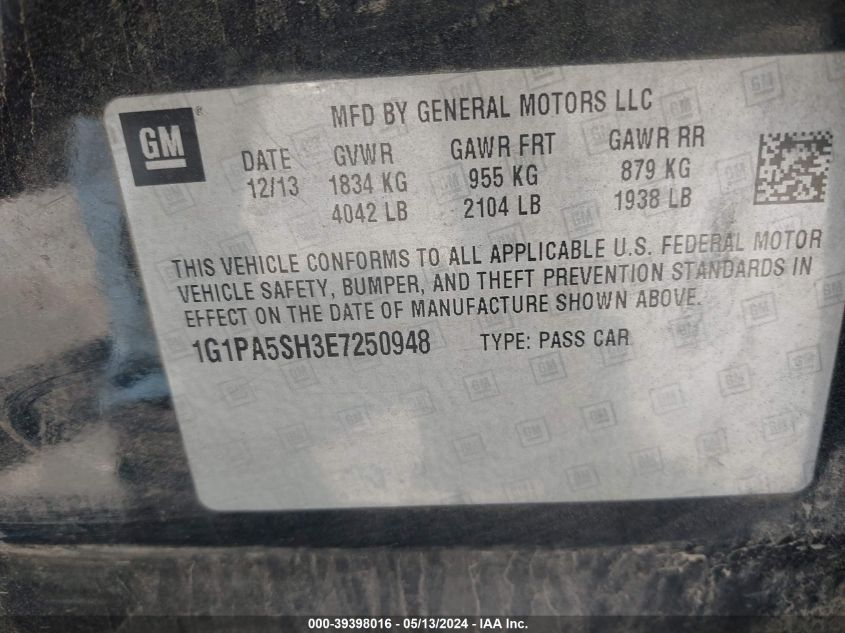 MFD BY GENERAL MOTORS LLC
GM®
DATE GVWR GAWR FRT GAWR RR
12/13 1834 KG 955 KG 879 KG
4042 LB 2104 LB 1938 LB
THIS VEHICLE CONFORMS TO ALL APPLICABLE U.S. FEDERAL MOTOR
VEHICLE SAFETY, BUMPER, AND THEFT PREVENTION STANDARDS IN
EFFECT ON THE DATE OF MANUFACTURE SHOWN ABOVE.
1G1PA5SH3E7250948 TYPE: PASS CAR
000-39398016 - 05/13/2024 - IAA Inc.